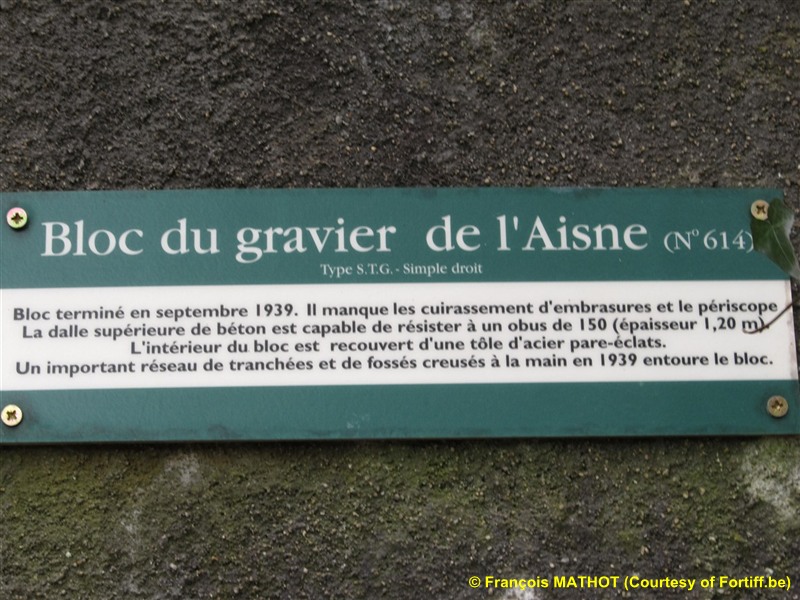 Bloc du gravier de l'Aisne (N° 614)
Type S.T.G. - Simple droit
Bloc terminé en septembre 1939. Il manque les cuirassement d'embrasures et le périscope
La dalle supérieure de béton est capable de résister à un obus de 150 (épaisseur 1,20 m).
L'intérieur du bloc est recouvert d'une tôle d'acier pare-éclats.
Un important réseau de tranchées et de fossés creusés à la main en 1939 entoure le bloc.
© François MATHOT (Courtesy of Fortiff.be)